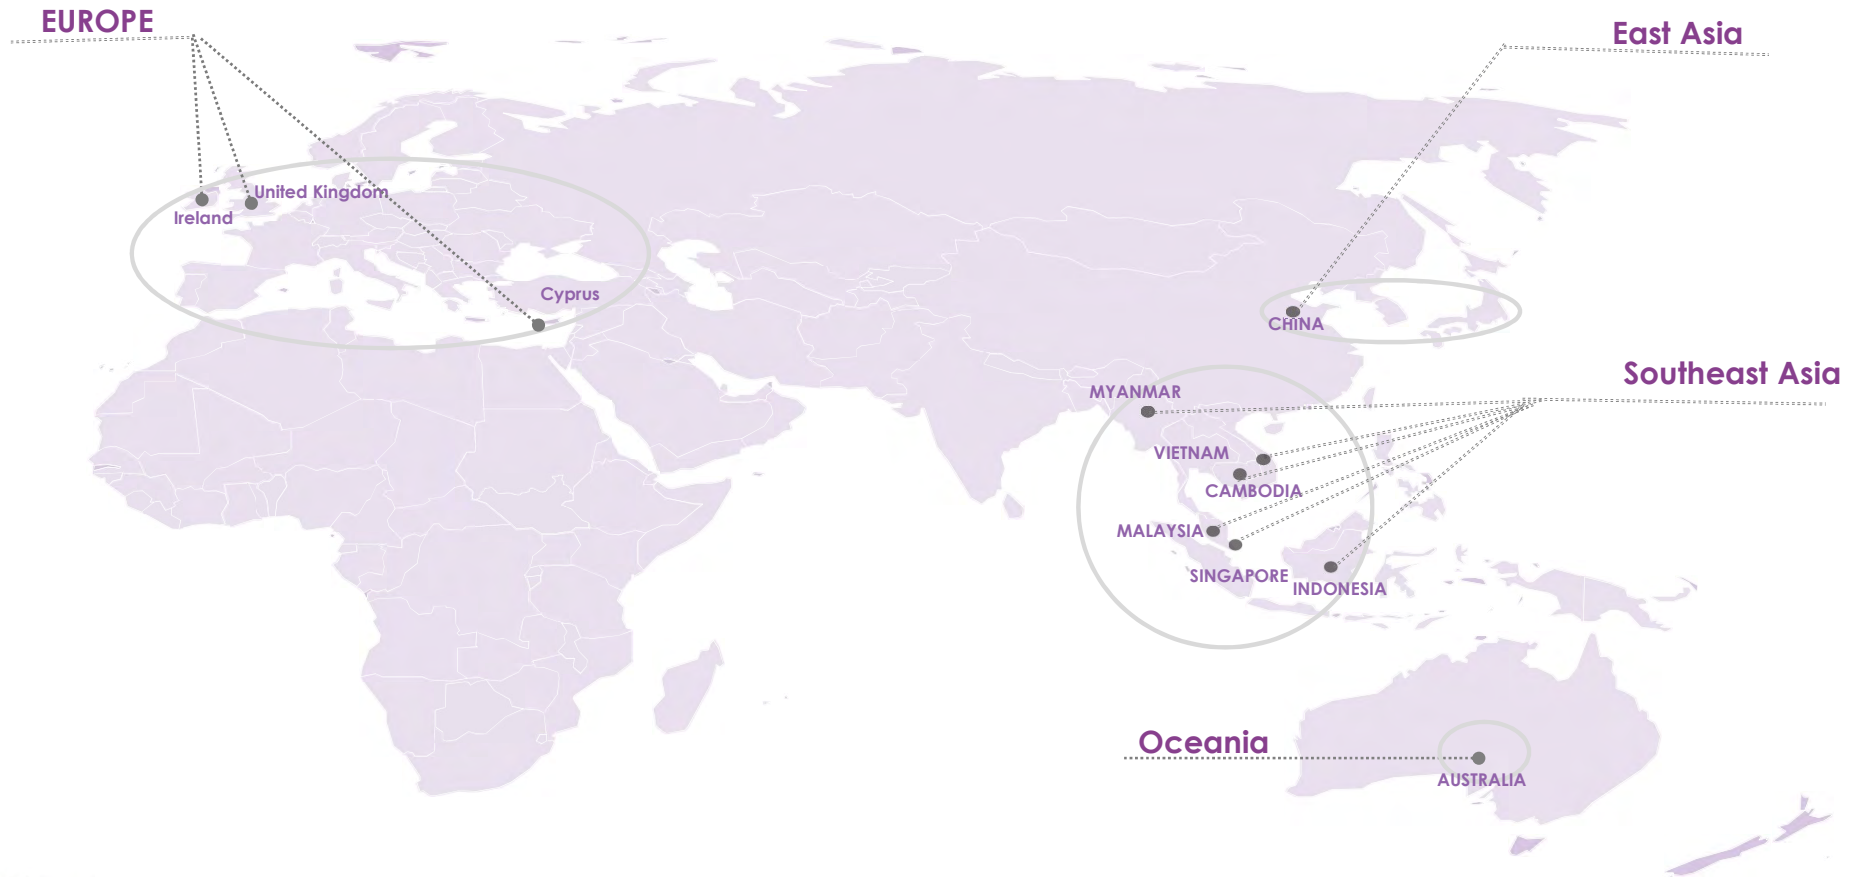 EUROPE
East Asia
United Kingdom
Ireland
Cyprus
CHINA
Southeast Asia
MYANMAR
VIETNAM
CAMBODIA
MALAYSIA
SINGAPORE
INDONESIA
Oceania
AUSTRALIA